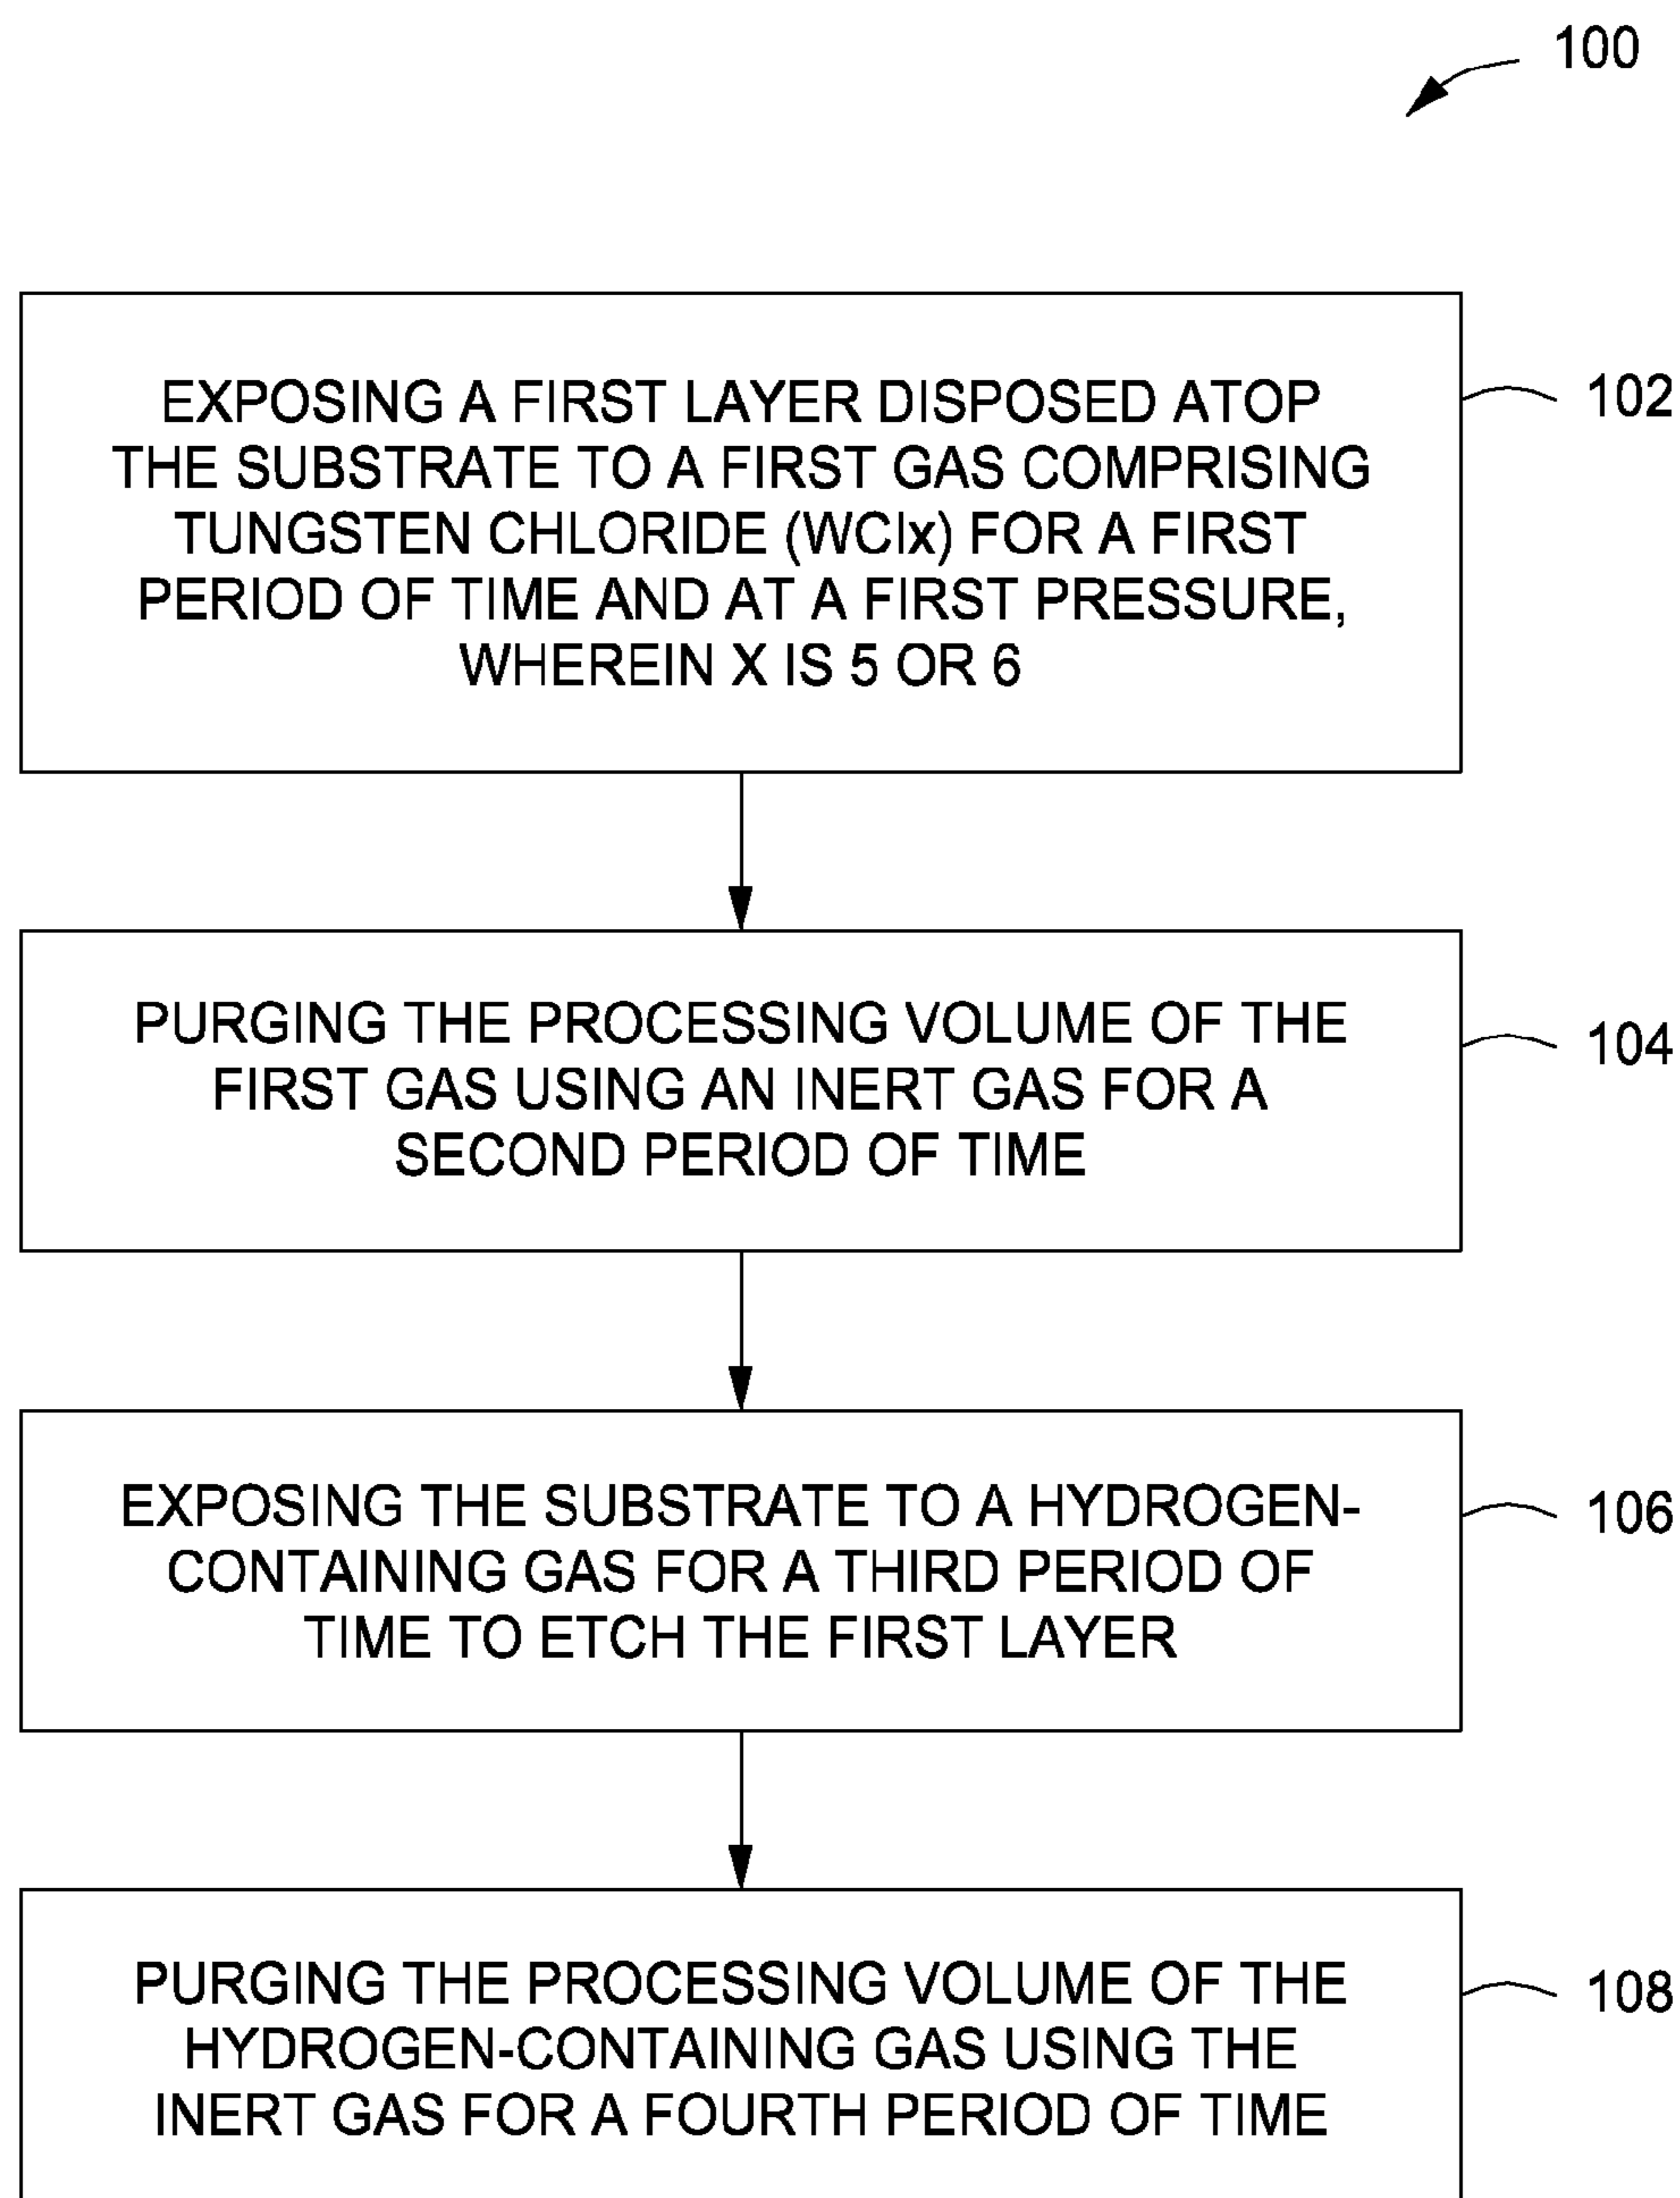 100
EXPOSING A FIRST LAYER DISPOSED ATOP
THE SUBSTRATE TO A FIRST GAS COMPRISING
TUNGSTEN CHLORIDE (WClx) FOR A FIRST
PERIOD OF TIME AND AT A FIRST PRESSURE,
WHEREIN X IS 5 OR 6
102
PURGING THE PROCESSING VOLUME OF THE
FIRST GAS USING AN INERT GAS FOR A
SECOND PERIOD OF TIME
104
EXPOSING THE SUBSTRATE TO A HYDROGEN-
CONTAINING GAS FOR A THIRD PERIOD OF
TIME TO ETCH THE FIRST LAYER
106
PURGING THE PROCESSING VOLUME OF THE
HYDROGEN-CONTAINING GAS USING THE
INERT GAS FOR A FOURTH PERIOD OF TIME
108